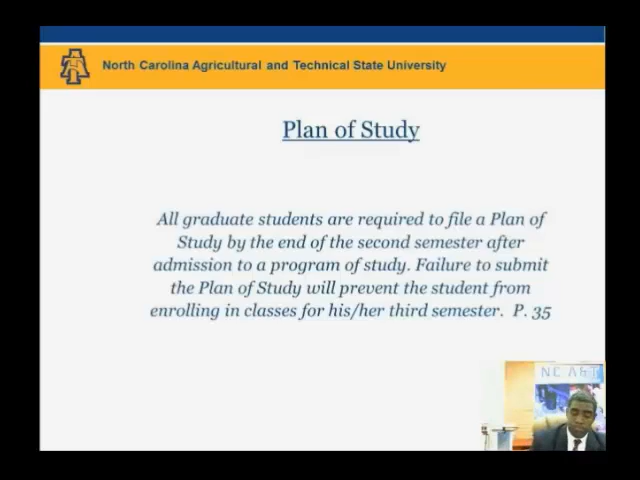 North Carolina Agricultural and Technical State University
Plan of Study
All graduate students are required to file a Plan of
Study by the end of the second semester after
admission to a program of study. Failure to submit
the Plan of Study will prevent the student from
enrolling in classes for his/her third semester.  P. 35
NC A&T